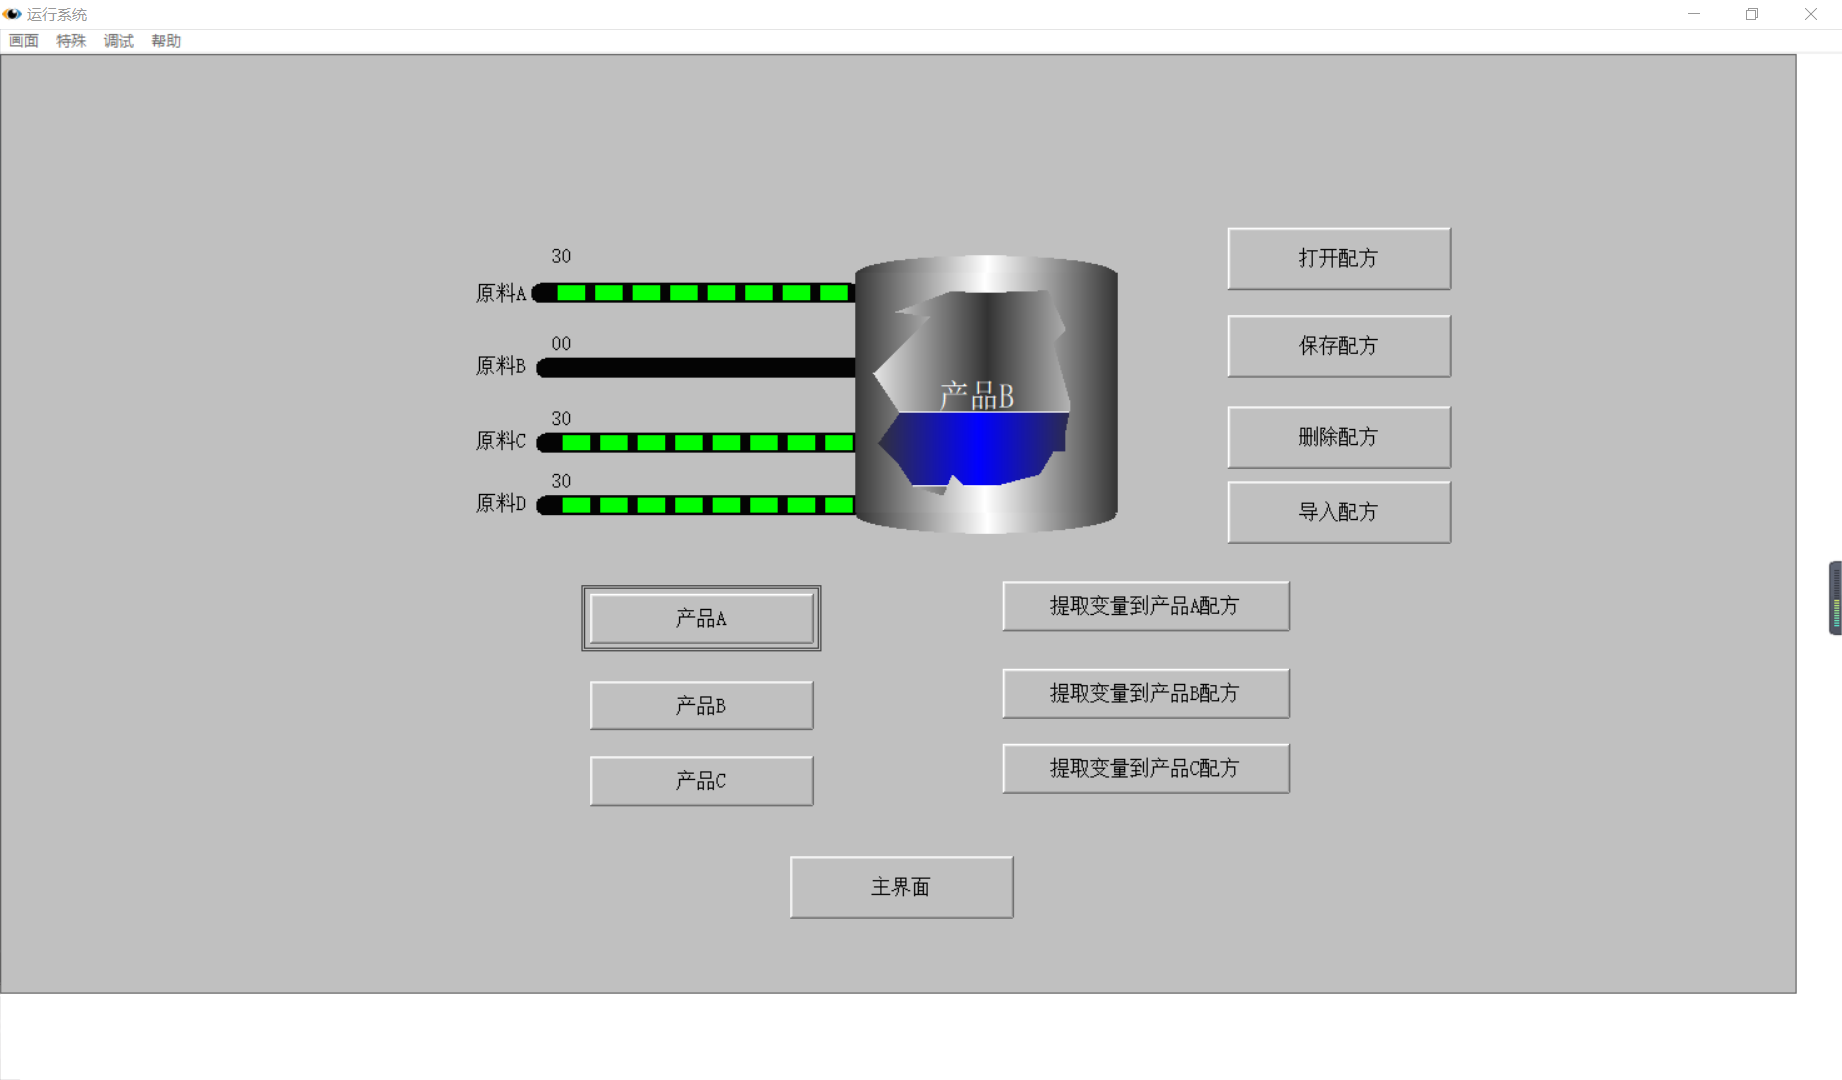 运行系统
画面 特殊 调试 帮助
30
原料A
00
原料B
30
原料C
30
原料D
产品B
打开配方
保存配方
删除配方
导入配方
产品A
产品B
产品C
提取变量到产品A配方
提取变量到产品B配方
提取变量到产品C配方
主界面